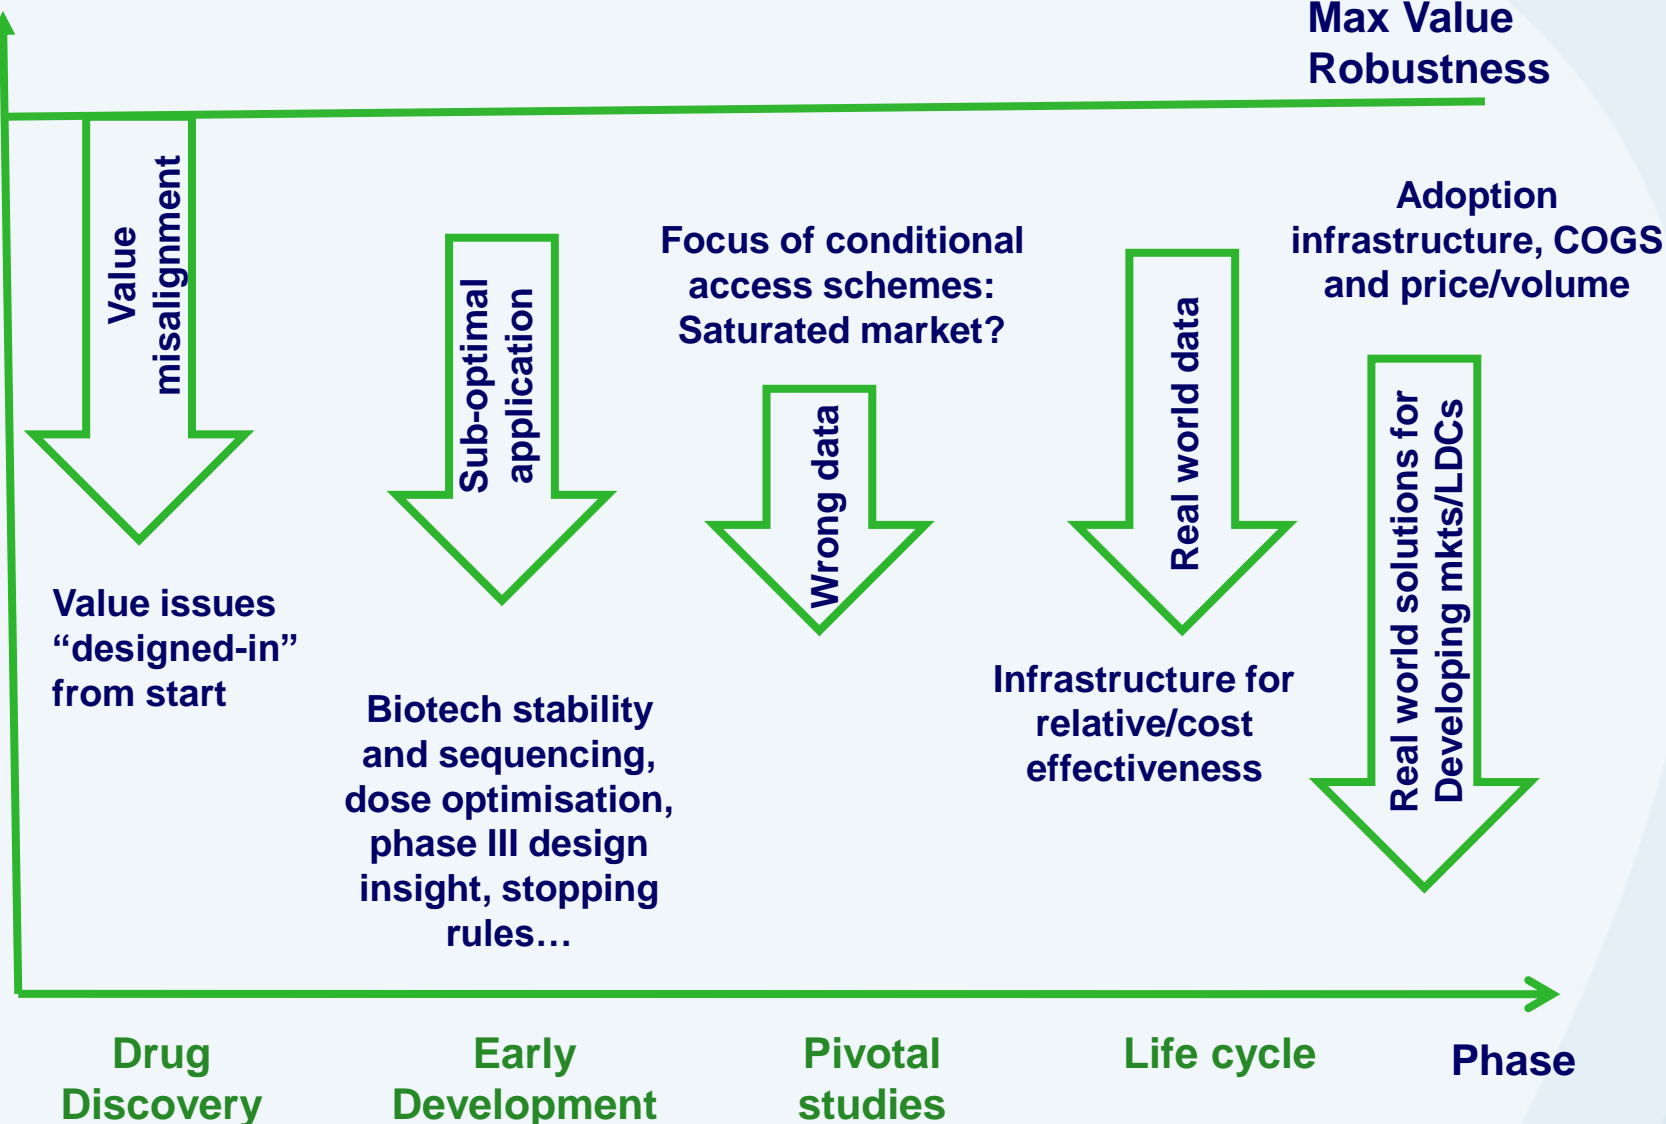 Max Value
Robustness
Value
misalignment
Value issues
“designed-in”
from start
Sub-optimal
application
Biotech stability
and sequencing,
dose optimisation,
phase III design
insight, stopping
rules…
Focus of conditional
access schemes:
Saturated market?
Wrong data
Real world data
Infrastructure for
relative/cost
effectiveness
Adoption
infrastructure, COGS
and price/volume
Real world solutions for
Developing mkts/LDCs
Drug
Discovery
Early
Development
Pivotal
studies
Life cycle
Phase